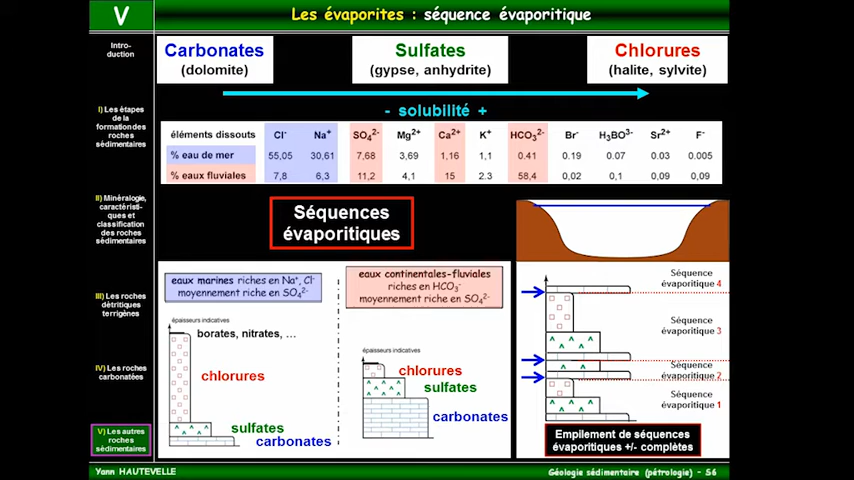 V
Les évaporites : séquence évaporitique
Intro-
duction
I) Les étapes
de la
formation des
roches
sédimentaires
II) Minéralogie,
caractéristi-
ques et
classification
des roches
sédimentaires
III) Les roches
détritiques
terrigènes
IV) Les roches
carbonatées
V) Les autres
roches
sédimentaires
Carbonates
(dolomite)
Sulfates
(gypse, anhydrite)
Chlorures
(halite, sylvite)
- solubilité +
éléments dissouts Cl⁻ Na⁺ SO₄²⁻ Mg²⁺ Ca²⁺ K⁺ HCO₃²⁻ Br⁻ H₃BO³⁻ Sr²⁺ F⁻
% eau de mer 55,05 30,61 7,68 3,69 1,16 1,1 0.41 0.19 0.07 0.03 0.005
% eaux fluviales 7,8 6,3 11,2 4,1 15 2.3 58,4 0,02 0,1 0,09 0,09
Séquences
évaporitiques
eaux marines riches en Na⁺, Cl⁻
moyennement riche en SO₄²⁻
épaisseurs indicatives
borates, nitrates, ...
chlorures
sulfates
carbonates
eaux continentales-fluviales
riches en HCO₃⁻
moyennement riche en SO₄²⁻
épaisseurs indicatives
chlorures
sulfates
carbonates
Séquence
évaporitique 4
Séquence
évaporitique 3
Séquence
évaporitique 2
Séquence
évaporitique 1
Empilement de séquences
évaporitiques +/- complètes
Yann HAUTEVELLE
Géologie sédimentaire (pétrologie) - 56